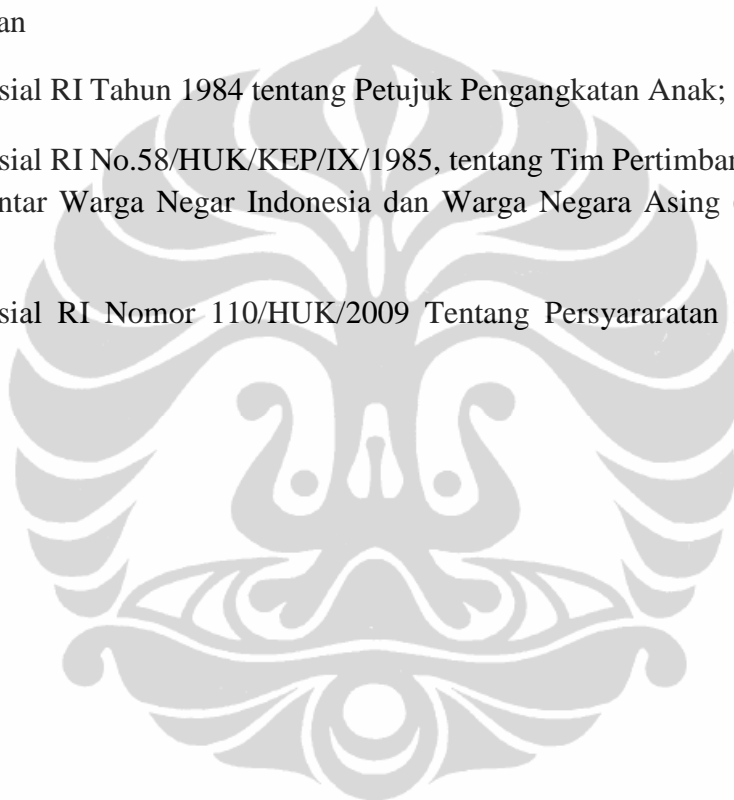 an
sial RI Tahun 1984 tentang Petujuk Pengangkatan Anak;
sial RI No.58/HUK/KEP/IX/1985, tentang Tim Pertimban
ntar Warga Negar Indonesia dan Warga Negara Asing (
sial RI Nomor 110/HUK/2009 Tentang Persyararatan